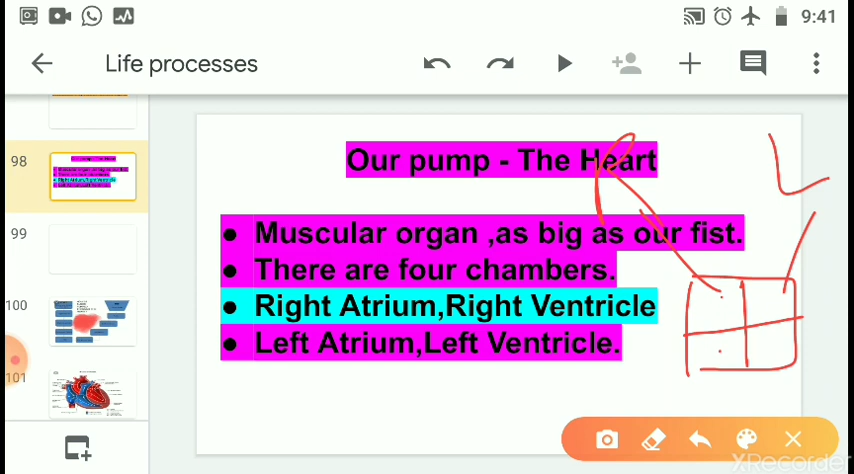 9:41
Life processes
98
Our pump - The Heart
L
99
Muscular organ ,as big as our fist.
There are four chambers.
100
Right Atrium,Right Ventricle
Left Atrium,Left Ventricle.
101
XRecorder